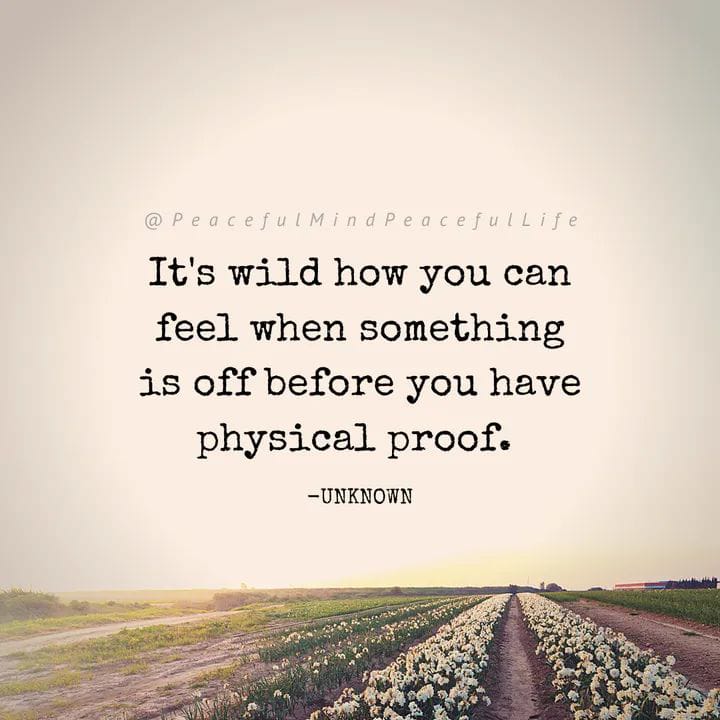 @PeacefulMindPeacefulLife
It's wild how you can
feel when something
is off before you have
physical proof.
-UNKNOWN